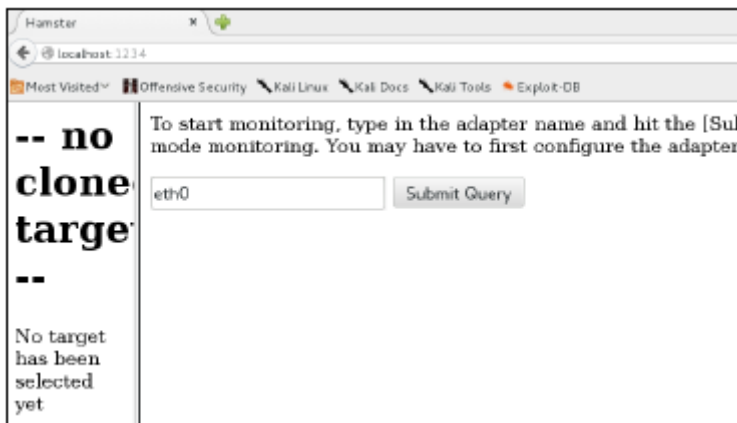 Hamster
localhost:1234
Most Visited
Offensive Security
Kali Linux
Kali Docs
Kali Tools
Exploit-DB
-- no
clone
targe
--
No target
has been
selected
yet
To start monitoring, type in the adapter name and hit the [Sul
mode monitoring. You may have to first configure the adapter
eth0
Submit Query